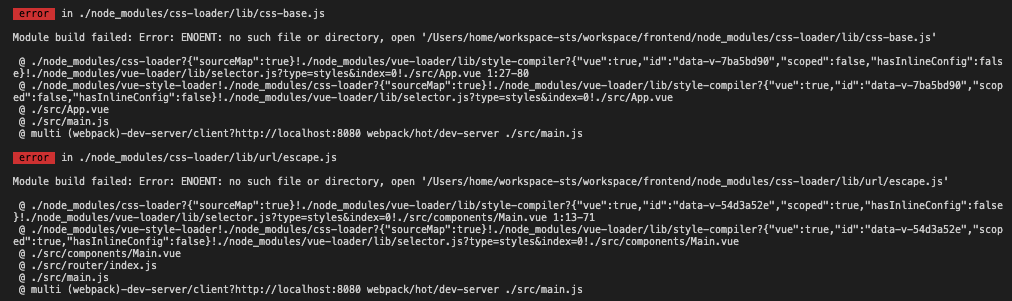 error in ./node_modules/css-loader/lib/css-base.js
Module build failed: Error: ENOENT: no such file or directory, open '/Users/home/workspace-sts/workspace/frontend/node_modules/css-loader/lib/css-base.js'
@ ./node_modules/css-loader?{"sourceMap":true}!./node_modules/vue-loader/lib/style-compiler?{"vue":true,"id":"data-v-7ba5bd90","scoped":false,"hasInlineConfig":fals
e}!./node_modules/vue-loader/lib/selector.js?type=styles&index=0!./src/App.vue 1:27-80
@ ./node_modules/vue-style-loader!./node_modules/css-loader?{"sourceMap":true}!./node_modules/vue-loader/lib/style-compiler?{"vue":true,"id":"data-v-7ba5bd90","scop
ed":false,"hasInlineConfig":false}!./node_modules/vue-loader/lib/selector.js?type=styles&index=0!./src/App.vue
@ ./src/App.vue
@ ./src/main.js
@ multi (webpack)-dev-server/client?http://localhost:8080 webpack/hot/dev-server ./src/main.js
error in ./node_modules/css-loader/lib/url/escape.js
Module build failed: Error: ENOENT: no such file or directory, open '/Users/home/workspace-sts/workspace/frontend/node_modules/css-loader/lib/url/escape.js'
@ ./node_modules/css-loader?{"sourceMap":true}!./node_modules/vue-loader/lib/style-compiler?{"vue":true,"id":"data-v-54d3a52e","scoped":true,"hasInlineConfig":false
}!./node_modules/vue-loader/lib/selector.js?type=styles&index=0!./src/components/Main.vue 1:13-71
@ ./node_modules/vue-style-loader!./node_modules/css-loader?{"sourceMap":true}!./node_modules/vue-loader/lib/style-compiler?{"vue":true,"id":"data-v-54d3a52e","scop
ed":true,"hasInlineConfig":false}!./node_modules/vue-loader/lib/selector.js?type=styles&index=0!./src/components/Main.vue
@ ./src/components/Main.vue
@ ./src/router/index.js
@ ./src/main.js
@ multi (webpack)-dev-server/client?http://localhost:8080 webpack/hot/dev-server ./src/main.js